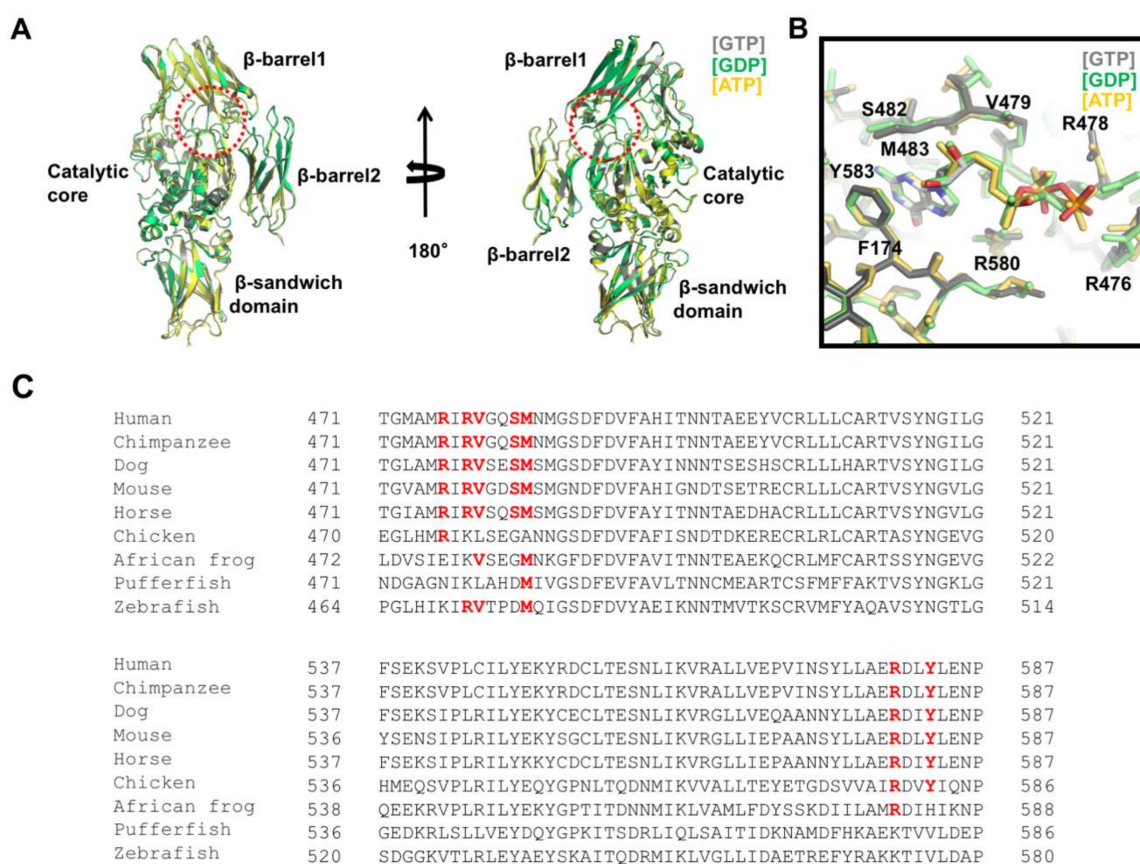 A
β-barrel1
Catalytic core
β-barrel2
β-sandwich domain
180°
β-barrel1
[GTP]
[GDP]
[ATP]
Catalytic core
β-barrel2
β-sandwich domain
B
[GTP]
[GDP]
[ATP]
S482
V479
R478
M483
Y583
F174
R580
R476
C
Human 471 TGMAMRIRVGQSMNMGSDFDVFAHITNNTAEEYVCRLLLCARTVSYNGILG 521
Chimpanzee 471 TGMAMRIRVGQSMNMGSDFDVFAHITNNTAEEYVCRLLLCARTVSYNGILG 521
Dog 471 TGLAMRIRVSESMSMGSDFDVFAYINNNTSESHSCRLLLHARTVSYNGILG 521
Mouse 471 TGVAMRIRVGDSMSMGNDFDVFAHIGNDTSETRECRLLLCARTVSYNGVLG 521
Horse 471 TGIAMRIRVSQSMSMGSDFDVFAHITNNTAEDHACRLLLCARTVSYNGVLG 521
Chicken 470 EGLHMRIKLSEGANNGSDFDVFAFISNDTDKERECRLRLCARTASYNGEVG 520
African frog 472 LDVSIEIKVSEGMNKGFDFDVFAVITNNTAEKQCRLMFCARTSSYNGEVG 522
Pufferfish 471 NDGAGNIKLAHDMIVGSDFEVFAVLTNNCMEARTCSFMFFAKTVSYNGKLG 521
Zebrafish 464 PGLHIKIRVTPDMQIGSDFDVYAEIKNNTMVTKSCRVMFYAQAVSYNGTLG 514
Human 537 FSEKSVPLCILYEKYRDCLTESNLIKVRALLVEPVINSYLLAERDLYLENP 587
Chimpanzee 537 FSEKSVPLRILYEKYRDCLTESNLIKVRALLVEPVINSYLLAERDLYLENP 587
Dog 537 FSEKSIPLRILYEKYCECLTESNLIKVRGLLVEQAANNYLLAERDIYLENP 587
Mouse 536 YSENSIPLRILYEKYSGCLTESNLIKVRGLLIEPAANSYLLAERDLYLENP 587
Horse 537 FSEKSIPLRILYEKYRDCLTESNLIKVRGLLIEPAANNYLLAERDIYLENP 587
Chicken 536 HMEQSVPLRILYEQYGPNLTQDNMIKVVALLTEYETGDSVVAIRDVYIQNP 586
African frog 538 QEEKRVPLRILYEKYGPTITDNNMIKLVAMLFDYSSKDIILAMRDIHIKNP 588
Pufferfish 536 GEDKRLSLLVEYDQYGPKITSDRLIQLSAITIDKNAMDFHKAEKTVVLDEP 586
Zebrafish 520 SDGGKVTLRLEYAEYSKAITQDRMIKLVLLIDAETREFYRAKKTIVLDAP 580